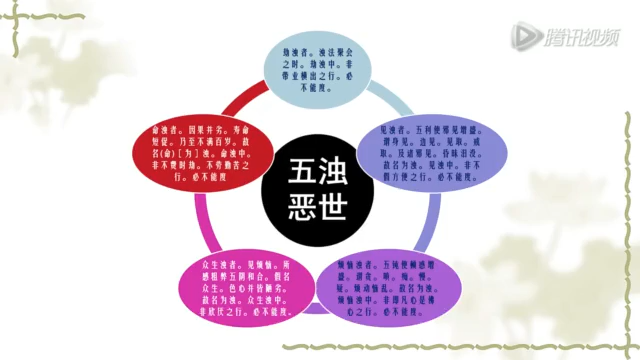 腾讯视频
劫浊者。浊法聚会
之时。劫浊中。非
带业横出之行。必
不能度。
命浊者。因果并劣。寿命
短促。乃至不满百岁。故
名(命)[为]浊。命浊中。
非不费时劫。不劳勤苦之
行。必不能度
见浊者。五利使邪见增盛。
谓身见。边见。见取。戒
取。及诸邪见。昏昧汩没。
故名为浊。见浊中。非不
假方便之行。必不能度。
五浊
恶世
众生浊者。见烦恼。所
感粗弊五阴和合。假名
众生。色心并皆陋劣。
故名为浊。众生浊中。
非欣厌之行。必不能度。
烦恼浊者。五钝使烦惑增
盛。谓贪。嗔。痴。慢。
疑。烦动恼乱。故名为浊。
烦恼浊中。非即凡心是佛
心之行。必不能度。